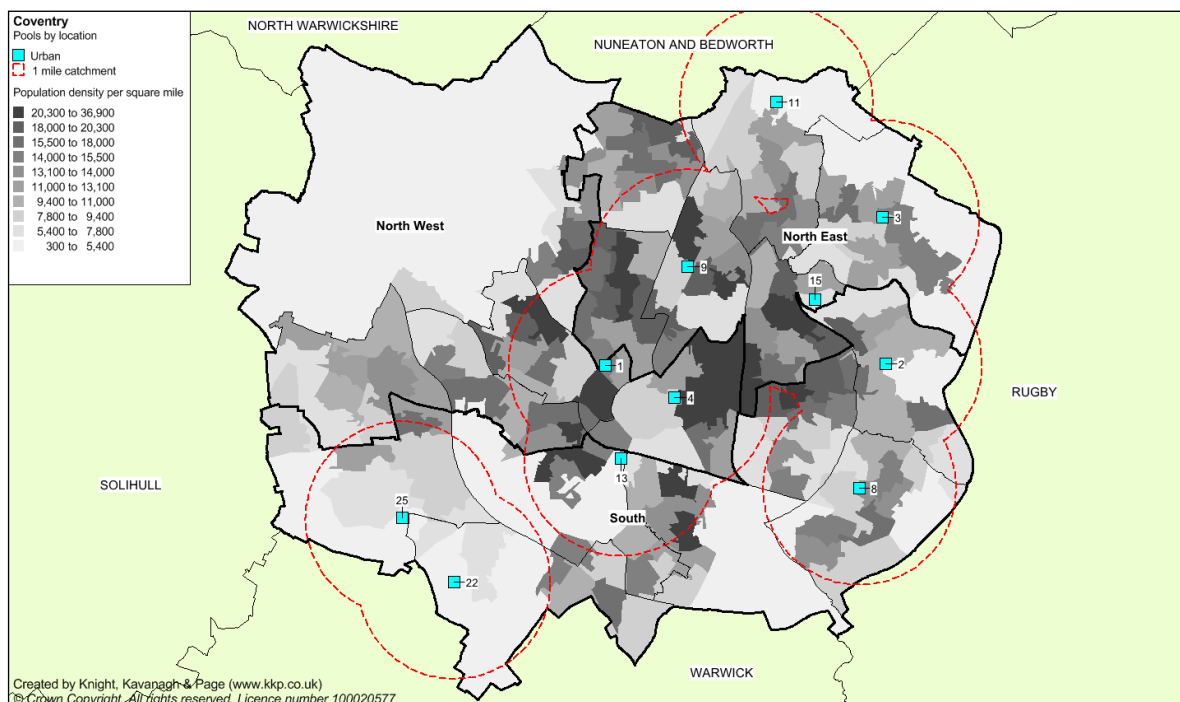 Coventry
Pools by location
Urban
1 mile catchment
Population density per square mile
20,300 to 36,900
18,000 to 20,300
15,500 to 18,000
14,000 to 15,500
13,100 to 14,000
11,000 to 13,100
9,400 to 11,000
7,800 to 9,400
5,400 to 7,800
300 to 5,400
NORTH WARWICKSHIRE
NUNEATON AND BEDWORTH
11
3
North West
North East
9
15
1
2
4
RUGBY
13
SOLIHULL
8
25
South
22
WARWICK
Created by Knight, Kavanagh & Page (www.kkp.co.uk)
© Crown Copyright. All rights reserved. Licence number 100020577.